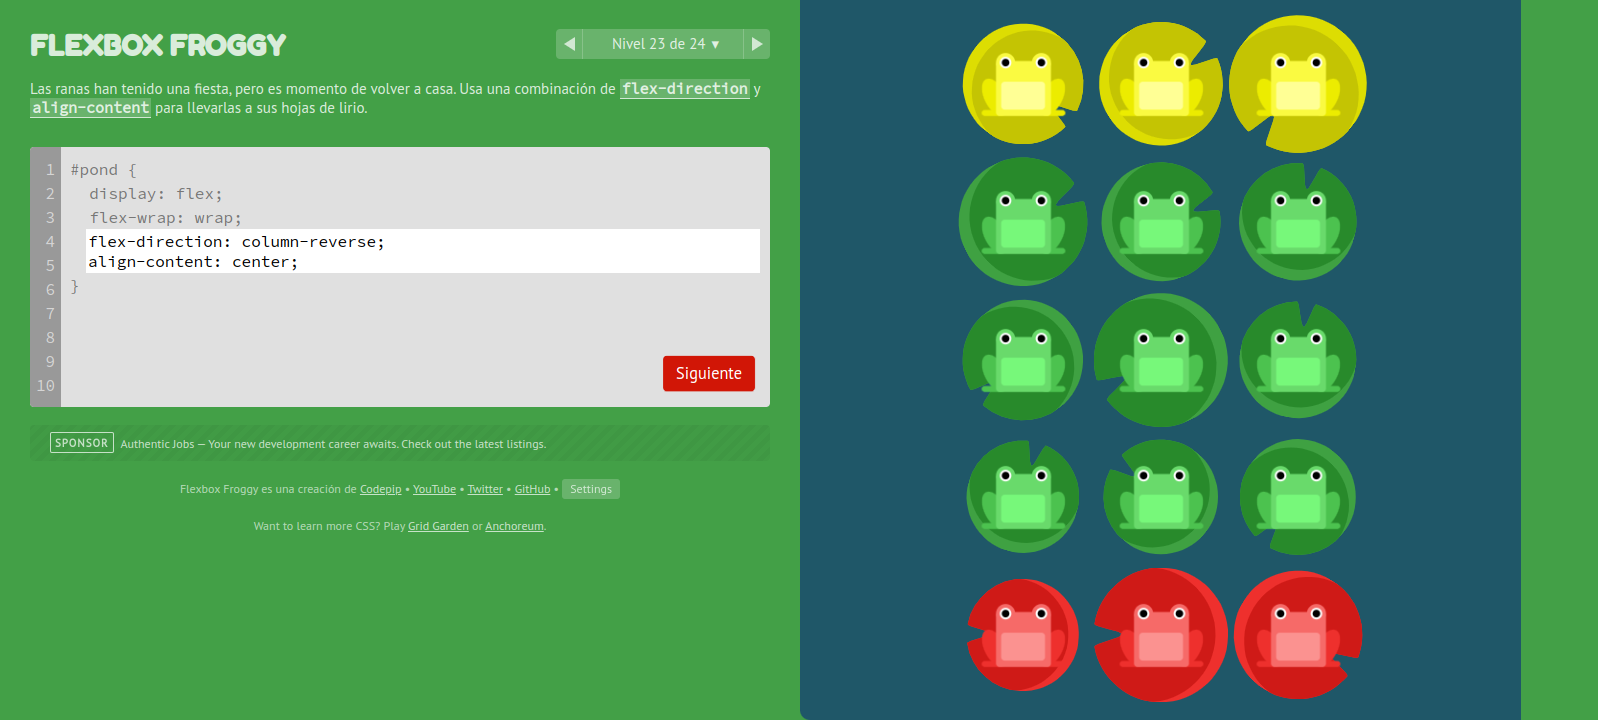 FLEXBOX FROGGY
◀ Nivel 23 de 24 ▾ ▶
Las ranas han tenido una fiesta, pero es momento de volver a casa. Usa una combinación de flex-direction y
align-content para llevarlas a sus hojas de lirio.
1 #pond {
2 display: flex;
3 flex-wrap: wrap;
4 flex-direction: column-reverse;
5 align-content: center;
6 }
7
8
9
10
Siguiente
SPONSOR Authentic Jobs — Your new development career awaits. Check out the latest listings.
Flexbox Froggy es una creación de Codepip • YouTube • Twitter • GitHub • Settings
Want to learn more CSS? Play Grid Garden or Anchoreum.